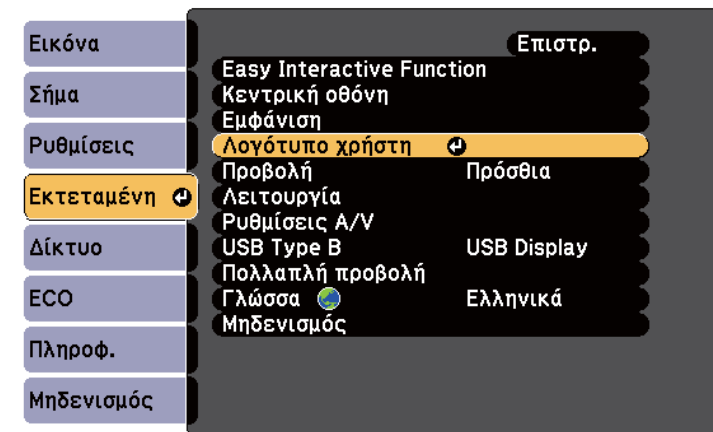 Εικόνα
Σήμα
Ρυθμίσεις
Εκτεταμένη
Δίκτυο
ECO
Πληροφ.
Μηδενισμός
Επιστρ.
Easy Interactive Function
Κεντρική οθόνη
Εμφάνιση
Λογότυπο χρήστη
Προβολή Πρόσθια
Λειτουργία
Ρυθμίσεις A/V
USB Type B USB Display
Πολλαπλή προβολή
Γλώσσα Ελληνικά
Μηδενισμός